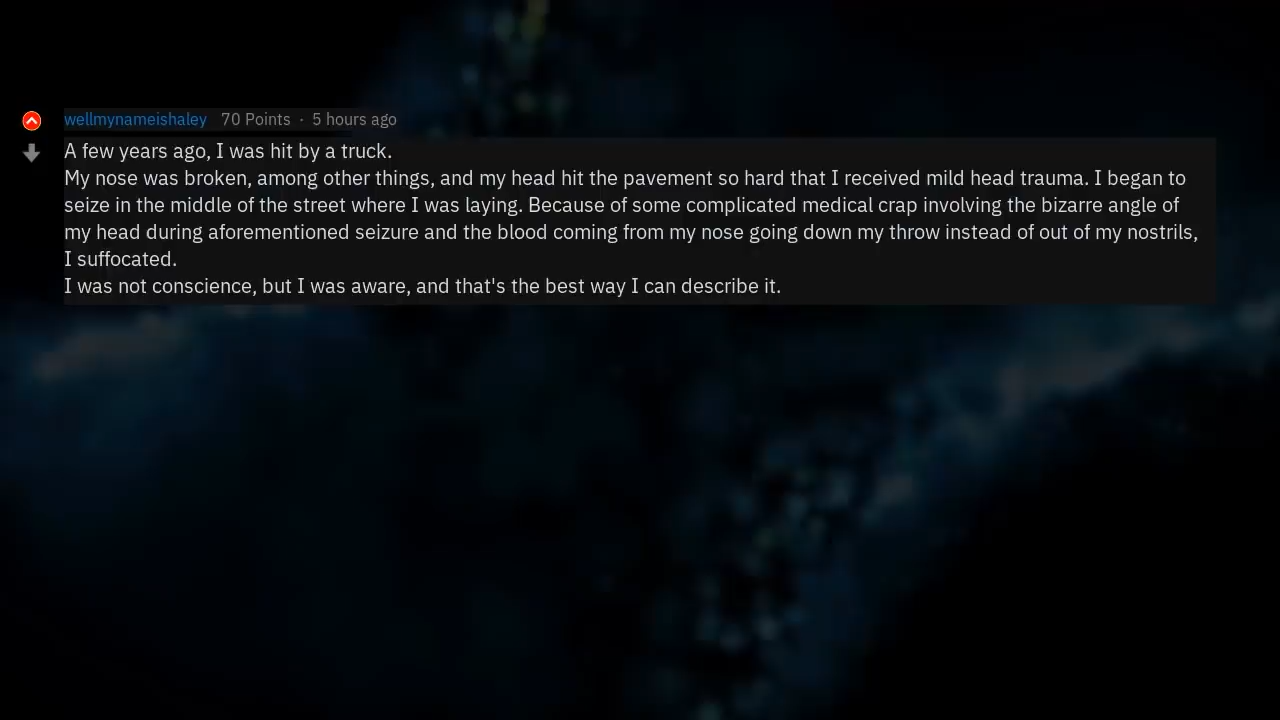 wellmynameishaley 70 Points · 5 hours ago
A few years ago, I was hit by a truck.
My nose was broken, among other things, and my head hit the pavement so hard that I received mild head trauma. I began to
seize in the middle of the street where I was laying. Because of some complicated medical crap involving the bizarre angle of
my head during aforementioned seizure and the blood coming from my nose going down my throw instead of out of my nostrils,
I suffocated.
I was not conscience, but I was aware, and that's the best way I can describe it.